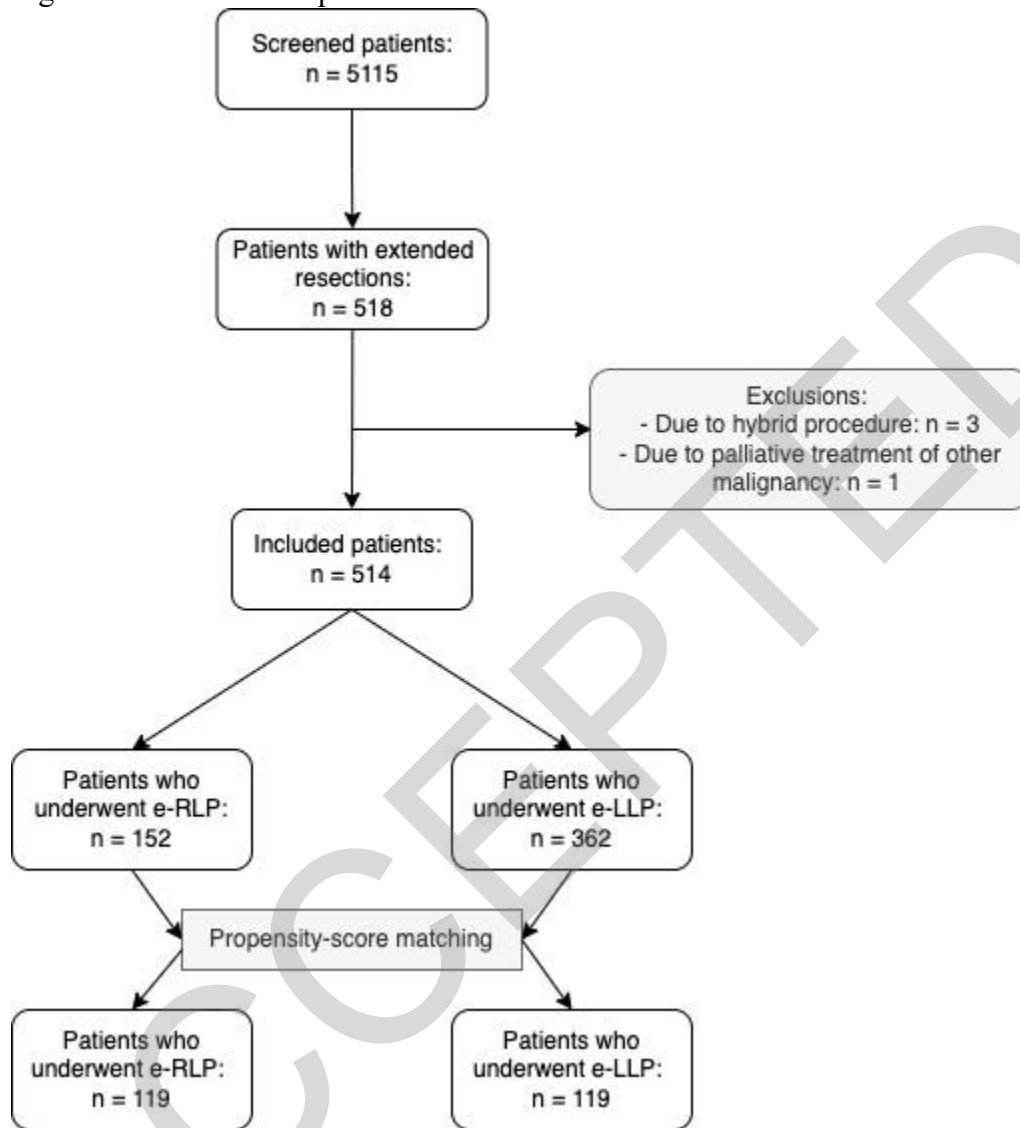 Screened patients:
n = 5115
Patients with extended
resections:
n = 518
Exclusions:
- Due to hybrid procedure: n = 3
- Due to palliative treatment of other
malignancy: n = 1
Included patients:
n = 514
Patients who
underwent e-RLP:
n = 152
Patients who
underwent e-LLP:
n = 362
Propensity-score matching
Patients who
underwent e-RLP:
n = 119
Patients who
underwent e-LLP:
n = 119
CCEPTED